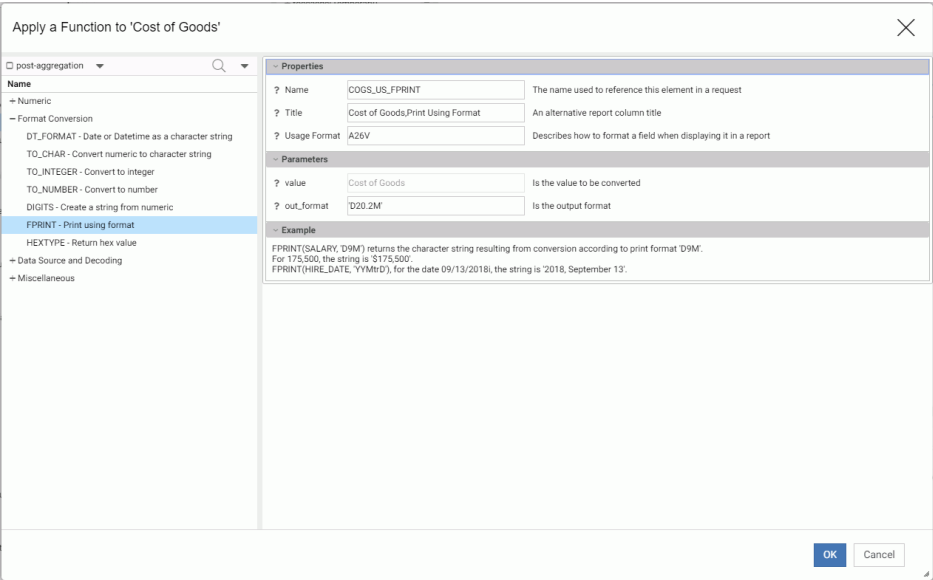 Apply a Function to 'Cost of Goods'
post-aggregation
Name
Numeric
Format Conversion
DT_FORMAT - Date or Datetime as a character string
TO_CHAR - Convert numeric to character string
TO_INTEGER - Convert to integer
TO_NUMBER - Convert to number
DIGITS - Create a string from numeric
FPRINT - Print using format
HEXTYPE - Return hex value
Data Source and Decoding
Miscellaneous
Properties
? Name COGS_US_FPRINT The name used to reference this element in a request
? Title Cost of Goods,Print Using Format An alternative report column title
? Usage Format A26V Describes how to format a field when displaying it in a report
Parameters
? value Cost of Goods Is the value to be converted
? out_format 'D20.2M' Is the output format
Example
FPRINT(SALARY, 'D9M') returns the character string resulting from conversion according to print format 'D9M'.
For 175,500, the string is '$175,500'.
FPRINT(HIRE_DATE, 'YYMtrD'), for the date 09/13/2018i, the string is '2018, September 13'.
OK Cancel